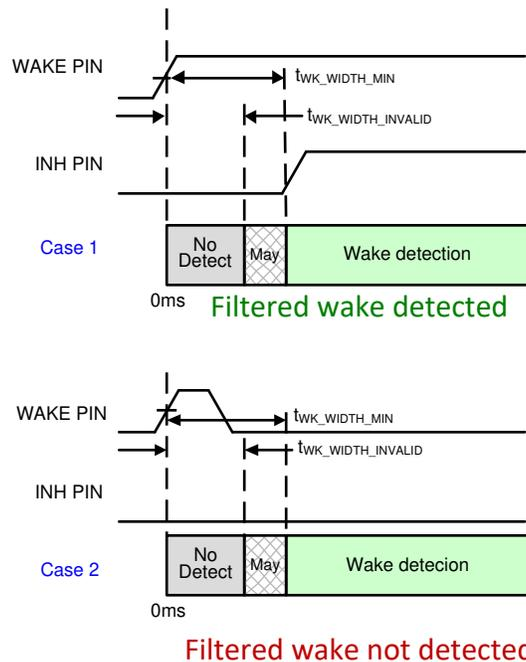 WAKE PIN
tWK_WIDTH_MIN
tWK_WIDTH_INVALID
INH PIN
Case 1
No Detect
May
Wake detection
0ms
Filtered wake detected
WAKE PIN
tWK_WIDTH_MIN
tWK_WIDTH_INVALID
INH PIN
Case 2
No Detect
May
Wake detecion
0ms
Filtered wake not detected